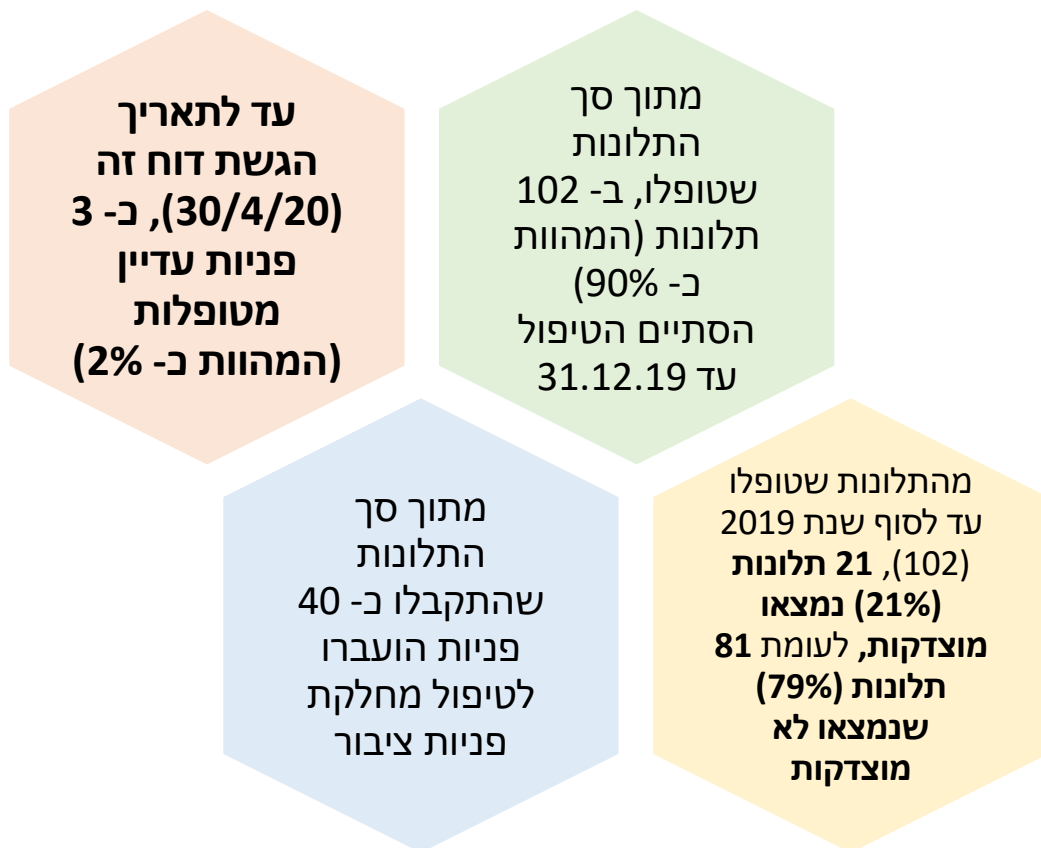 מתוך סך
התלונות
שטופלו, ב- 102
תלונות (המהוות
כ- 90%)
הסתיים הטיפול
עד 31.12.19
עד לתאריך
הגשת דוח זה
(30/4/20), כ- 3
פניות עדיין
מטופלות
(המהוות כ- 2%)
מהתלונות שטופלו
עד לסוף שנת 2019
(102), 21 תלונות
(21%) נמצאו
מוצדקות, לעומת 81
תלונות (79%)
שנמצאו לא
מוצדקות
מתוך סך
התלונות
שהתקבלו כ- 40
פניות הועברו
לטיפול מחלקת
פניות ציבור